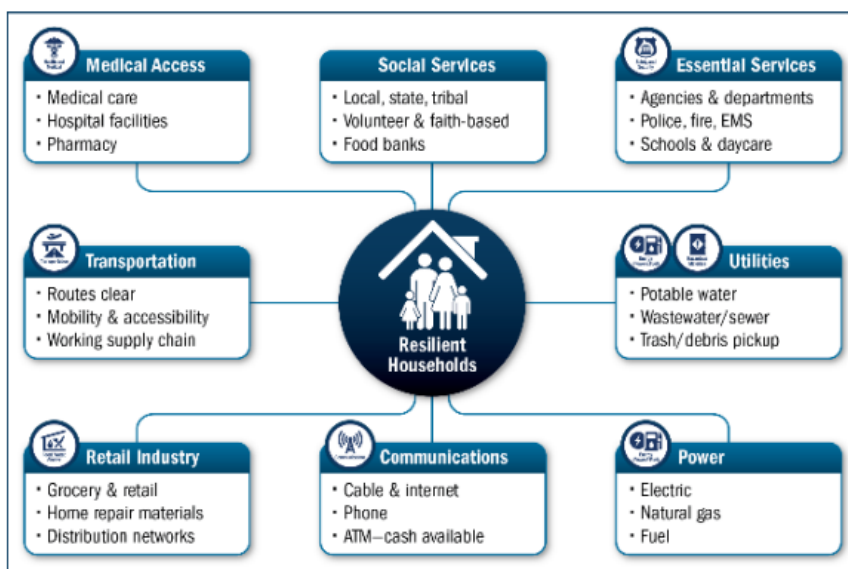 Medical Access
• Medical care
• Hospital facilities
• Pharmacy
Social Services
• Local, state, tribal
• Volunteer & faith-based
• Food banks
Essential Services
• Agencies & departments
• Police, fire, EMS
• Schools & daycare
Transportation
• Routes clear
• Mobility & accessibility
• Working supply chain
Resilient
Households
Utilities
• Potable water
• Wastewater/sewer
• Trash/debris pickup
Retail Industry
• Grocery & retail
• Home repair materials
• Distribution networks
Communications
• Cable & internet
• Phone
• ATM—cash available
Power
• Electric
• Natural gas
• Fuel